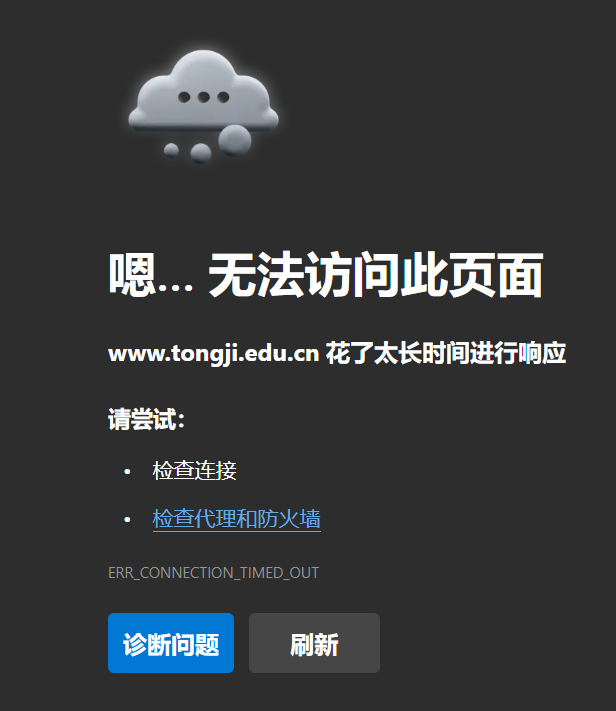 嗯… 无法访问此页面
www.tongji.edu.cn 花了太长时间进行响应
请尝试：
• 检查连接
• 检查代理和防火墙
ERR_CONNECTION_TIMED_OUT
诊断问题 刷新